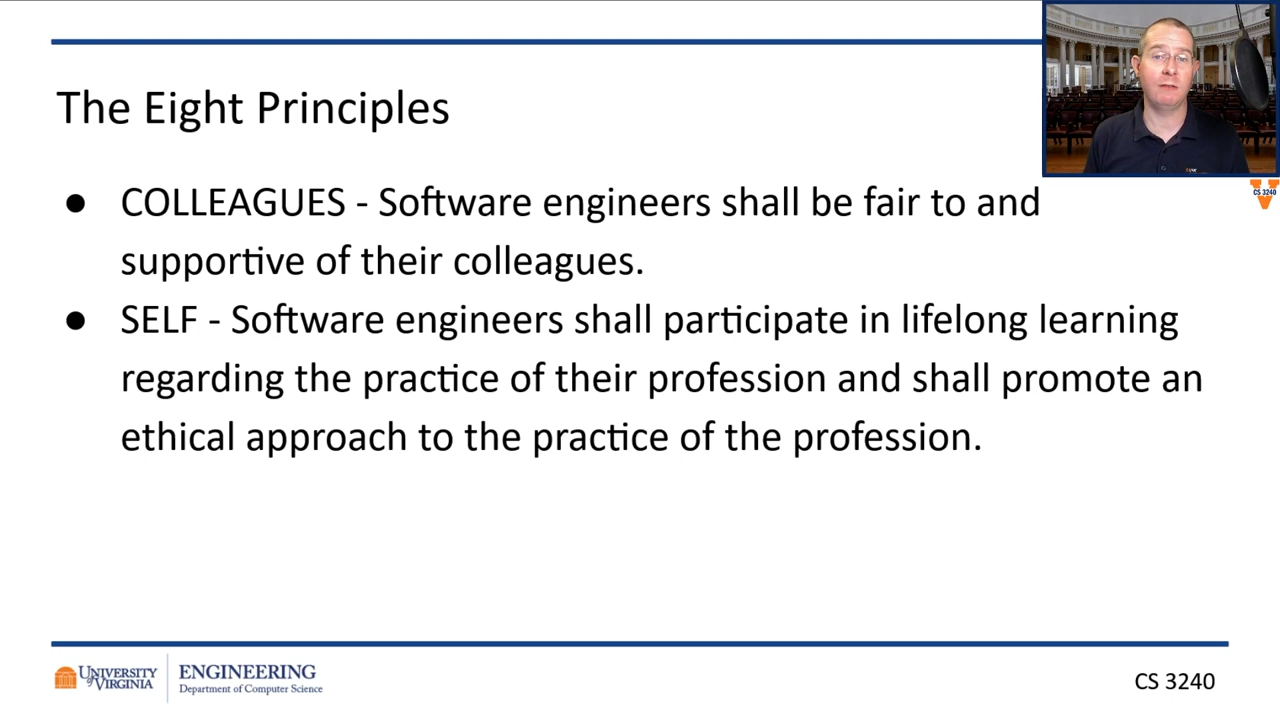 The Eight Principles
● COLLEAGUES - Software engineers shall be fair to and
supportive of their colleagues.
● SELF - Software engineers shall participate in lifelong learning
regarding the practice of their profession and shall promote an
ethical approach to the practice of the profession.
CS 3240
UNIVERSITY
of VIRGINIA
ENGINEERING
Department of Computer Science
CS 3240